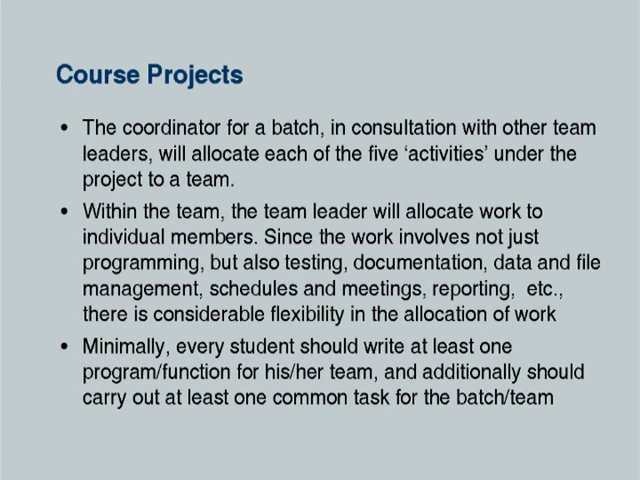 Course Projects
• The coordinator for a batch, in consultation with other team
leaders, will allocate each of the five ‘activities’ under the
project to a team.
• Within the team, the team leader will allocate work to
individual members. Since the work involves not just
programming, but also testing, documentation, data and file
management, schedules and meetings, reporting,  etc.,
there is considerable flexibility in the allocation of work
• Minimally, every student should write at least one
program/function for his/her team, and additionally should
carry out at least one common task for the batch/team